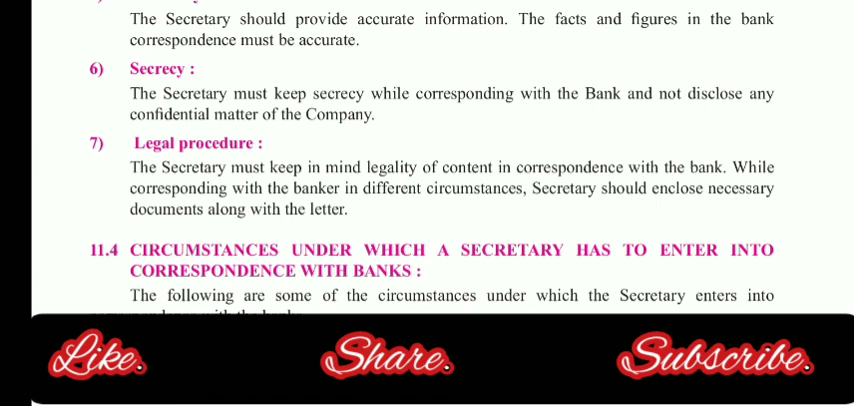 The Secretary should provide accurate information. The facts and figures in the bank
correspondence must be accurate.
6) Secrecy :
The Secretary must keep secrecy while corresponding with the Bank and not disclose any
confidential matter of the Company.
7) Legal procedure :
The Secretary must keep in mind legality of content in correspondence with the bank. While
corresponding with the banker in different circumstances, Secretary should enclose necessary
documents along with the letter.
11.4 CIRCUMSTANCES UNDER WHICH A SECRETARY HAS TO ENTER INTO
CORRESPONDENCE WITH BANKS :
The following are some of the circumstances under which the Secretary enters into
Like. Share. Subscribe.